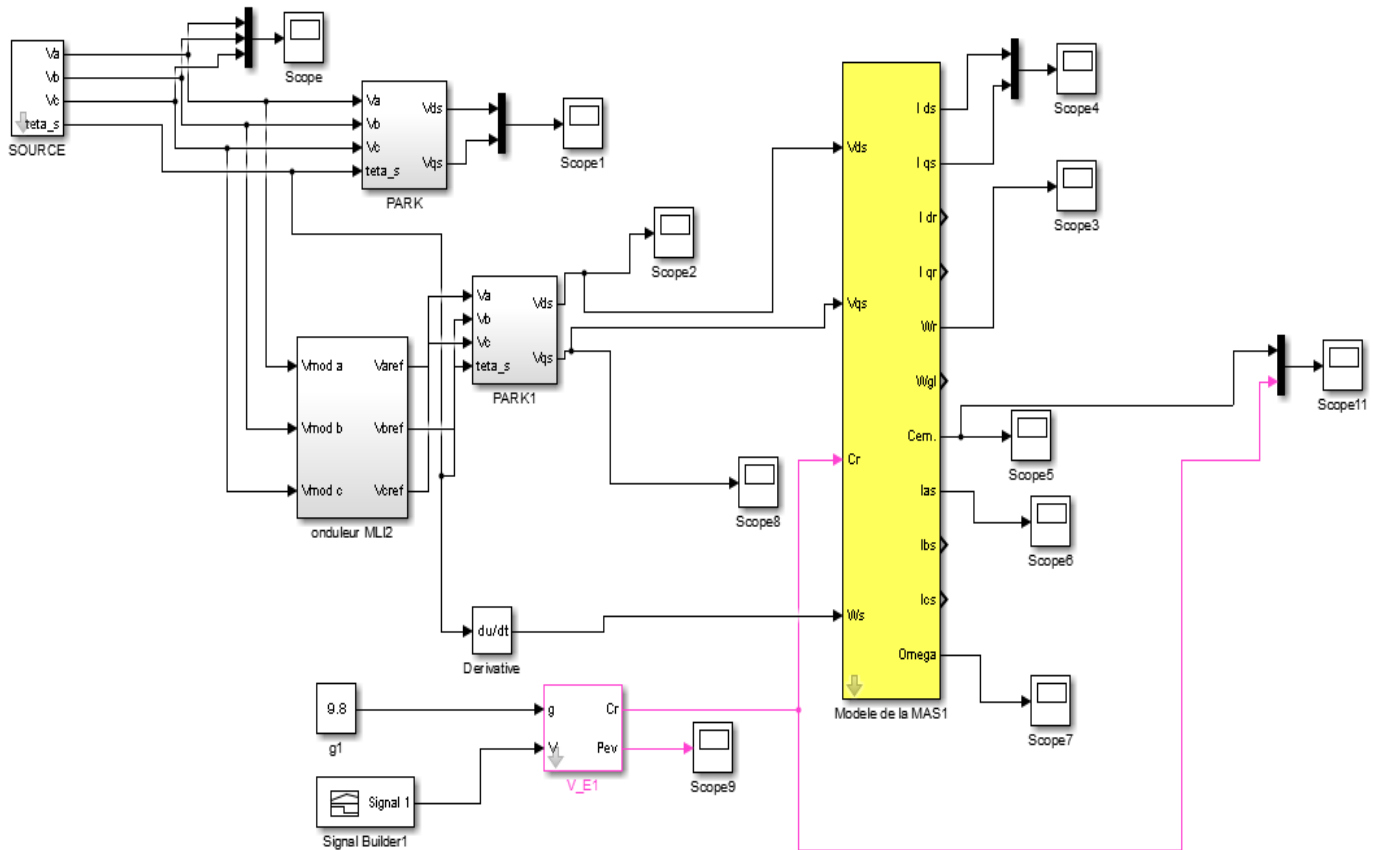 Va
Vb
Vc
teta_s
SOURCE
Scope
Va
Vb
Vc
teta_s
Vds
Vqs
PARK
Scope1
Scope2
Va
Vb
Vc
teta_s
Vds
Vqs
PARK1
Vmod a
Vmod b
Vmod c
Varef
Vbref
Vcref
onduleur MLI2
Scope8
du/dt
Derivative
9.8
g1
Signal 1
Signal Builder1
g
V
Cr
Pev
V_E1
Scope9
Vds
Vqs
Cr
Ws
I ds
I qs
I dr
I qr
Wr
Wgl
Cem.
Ias
Ibs
Ics
Omega
Modele de la MAS1
Scope4
Scope3
Scope11
Scope5
Scope6
Scope7